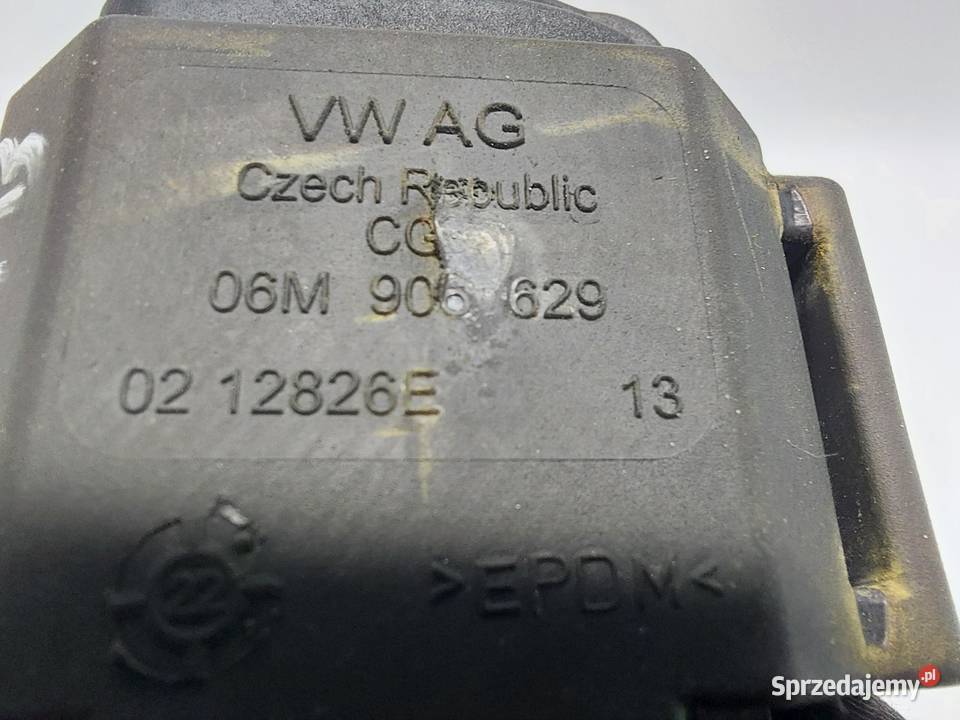 VW AG
Czech Republic
CG
06M 906 629
02 12826E 13
22
>EPDM<
Sprzedajemy.pl